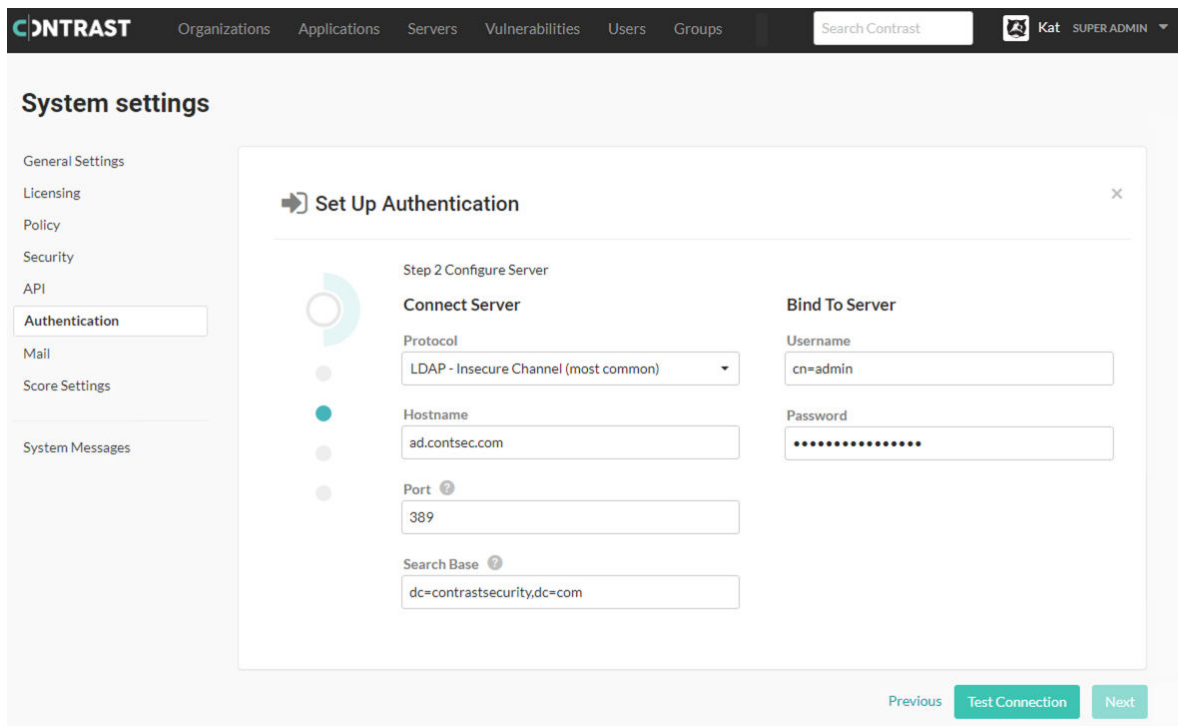 CONTRAST Organizations Applications Servers Vulnerabilities Users Groups Search Contrast Kat SUPER ADMIN
System settings
General Settings
Licensing
Policy
Security
API
Authentication
Mail
Score Settings
System Messages
Set Up Authentication
Step 2 Configure Server
Connect Server
Protocol
LDAP - Insecure Channel (most common)
Hostname
ad.contsec.com
Port ?
389
Search Base ?
dc=contrastsecurity,dc=com
Bind To Server
Username
cn=admin
Password
••••••••••••••••
Previous Test Connection Next